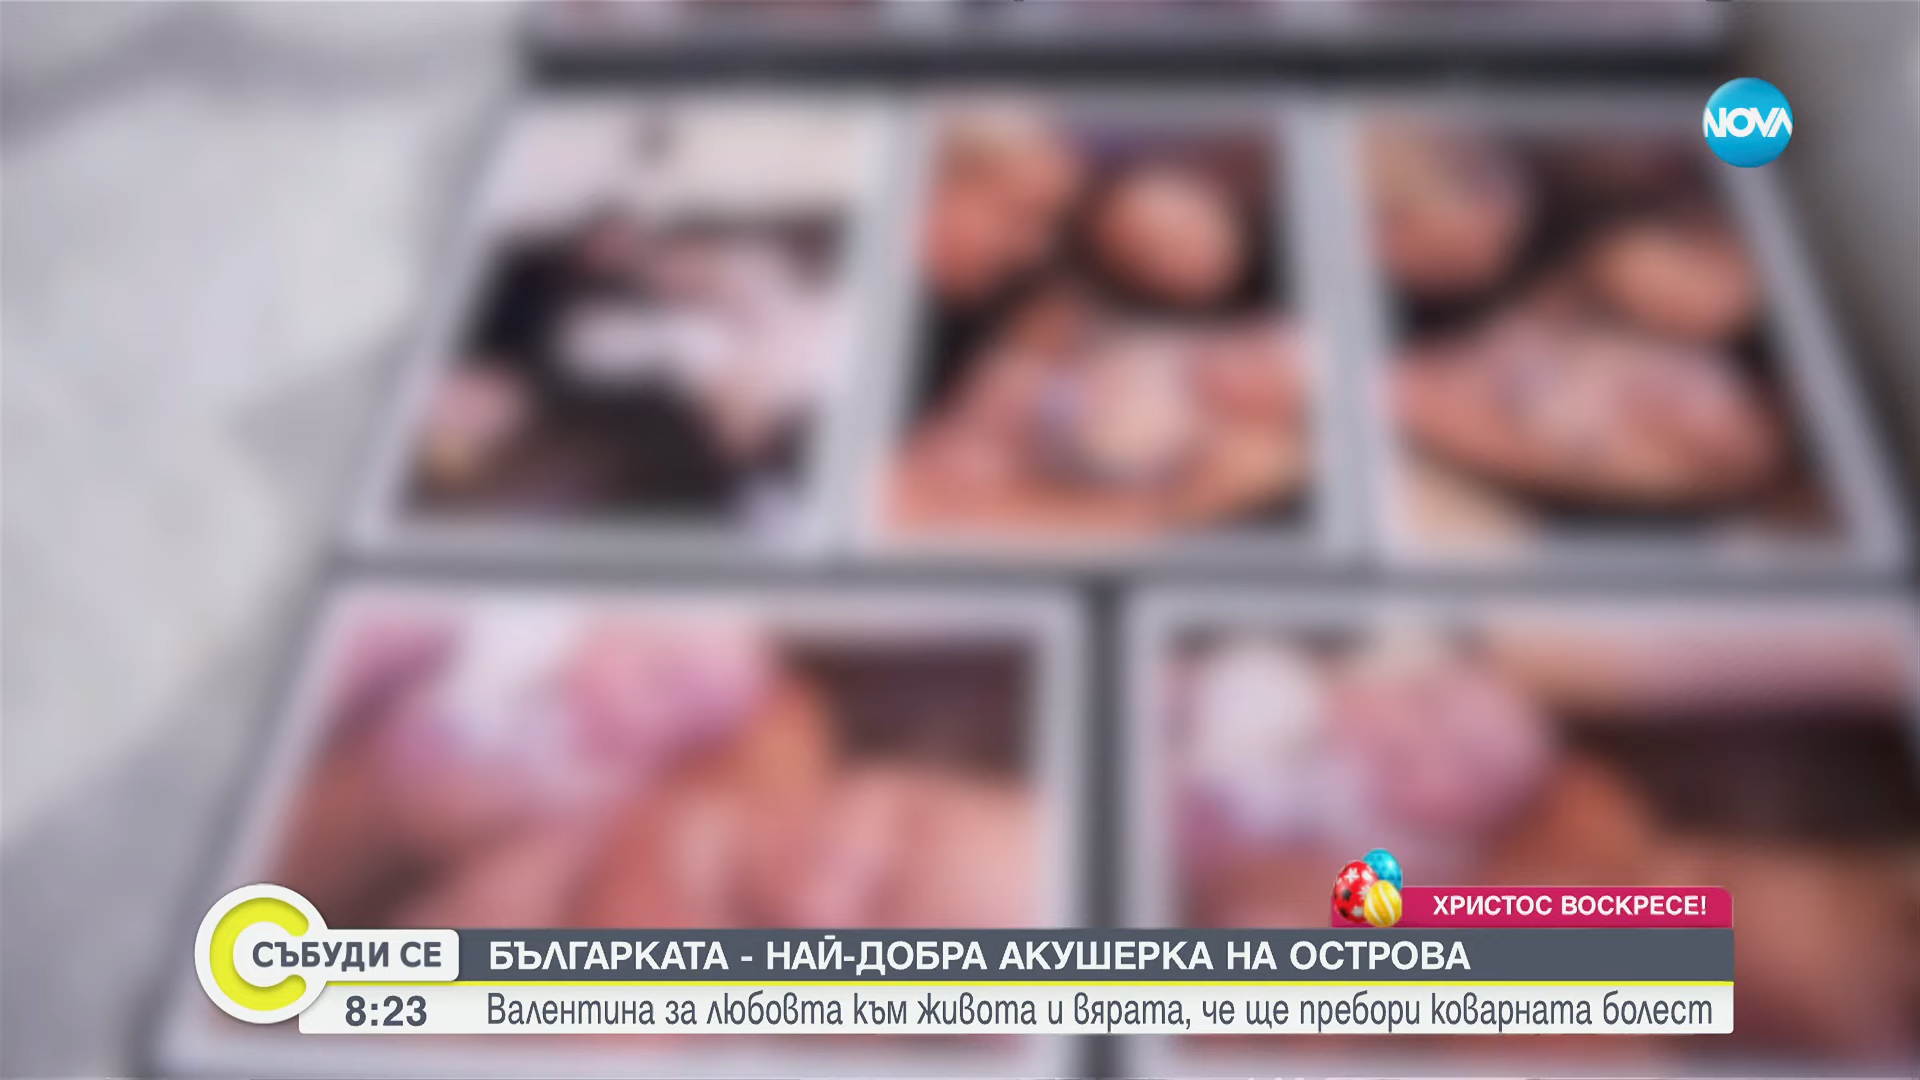 NOVA
ХРИСТОС ВОСКРЕСЕ!
СЪБУДИ СЕ
БЪЛГАРКАТА - НАЙ-ДОБРА АКУШЕРКА НА ОСТРОВА
8:23
Валентина за любовта към живота и вярата, че ще пребори коварната болест